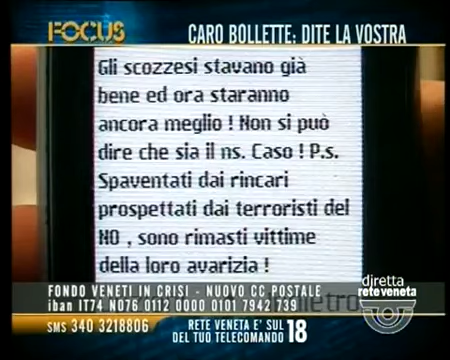 FOCUS
CARO BOLLETTE: DITE LA VOSTRA
Gli scozzesi stavano già
bene ed ora staranno
ancora meglio ! Non si può
dire che sia il ns. Caso ! P.s.
Spaventati dai rincari
prospettati dai terroristi del
NO , sono rimasti vittime
della loro avarizia !
FONDO VENETI IN CRISI - NUOVO CC POSTALE
iban IT74 N076 0112 0000 0101 7942 739
diretta
reteveneta
SMS 340 3218806
RETE VENETA E' SUL
DEL TUO TELECOMANDO
18